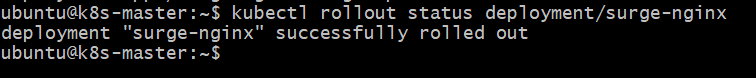 ubuntu@k8s-master:~$ kubectl rollout status deployment/surge-nginx
deployment "surge-nginx" successfully rolled out
ubuntu@k8s-master:~$